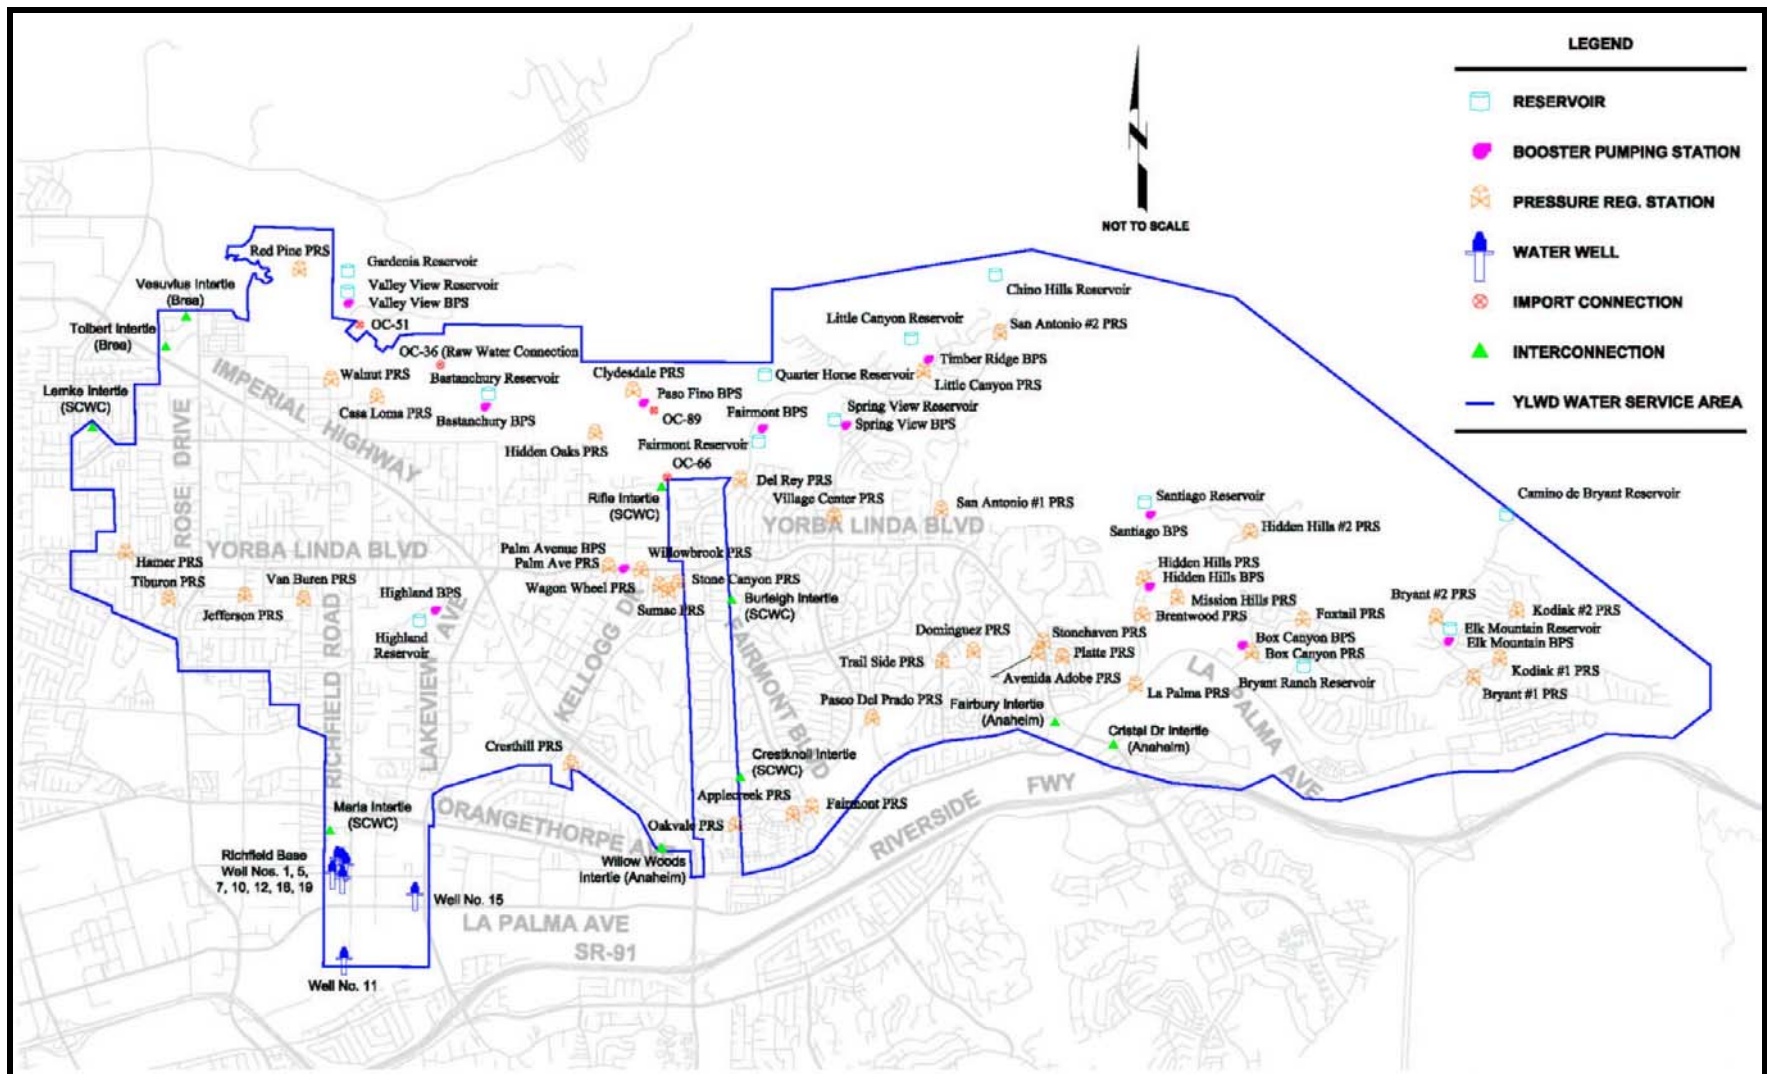 LEGEND
RESERVOIR
BOOSTER PUMPING STATION
PRESSURE REG. STATION
WATER WELL
IMPORT CONNECTION
INTERCONNECTION
YLWD WATER SERVICE AREA
NOT TO SCALE
Red Pine PRS
Gardenia Reservoir
Valley View Reservoir
Valley View BPS
OC-51
Vesuvius Intertie
(Brea)
Tolbert Intertie
(Brea)
Lemke Intertie
(SCWC)
OC-36 (Raw Water Connection
Bastanchury Reservoir
Bastanchury BPS
Walnut PRS
Casa Loma PRS
Clydesdale PRS
Paso Fino BPS
OC-89
Hidden Oaks PRS
Fairmont BPS
Fairmont Reservoir
OC-66
Quarter Horse Reservoir
Little Canyon Reservoir
Chino Hills Reservoir
San Antonio #2 PRS
Timber Ridge BPS
Little Canyon PRS
Spring View Reservoir
Spring View BPS
IMPERIAL HIGHWAY
ROSE DRIVE
Rifle Intertie
(SCWC)
Del Rey PRS
Village Center PRS
San Antonio #1 PRS
YORBA LINDA BLVD
Santiago Reservoir
Santiago BPS
Hidden Hills #2 PRS
Camino de Bryant Reservoir
YORBA LINDA BLVD
Hamer PRS
Tiburon PRS
Jefferson PRS
Van Buren PRS
Highland BPS
Highland
Reservoir
Palm Avenue BPS
Palm Ave PRS
Willowbrook PRS
Wagon Wheel PRS
Stone Canyon PRS
Sumac PRS
Burleigh Intertie
(SCWC)
Hidden Hills PRS
Hidden Hills BPS
Mission Hills PRS
Brentwood PRS
Foxtail PRS
Bryant #2 PRS
Kodiak #2 PRS
Elk Mountain Reservoir
Elk Mountain BPS
Kodiak #1 PRS
Bryant #1 PRS
Box Canyon BPS
Box Canyon PRS
Bryant Ranch Reservoir
Dominguez PRS
Trail Side PRS
Stonehaven PRS
Platte PRS
Avenida Adobe PRS
La Palma PRS
Pasco Del Prado PRS
Fairbury Intertie
(Anaheim)
Cristal Dr Intertie
(Anaheim)
LA PALMA AVE
RICHFIELD ROAD
LAKEVIEW AVE
KELLOGG DR
FAIRMONT BLVD
Cresthill PRS
Crestknoll Intertie
(SCWC)
Applecreek PRS
Fairmont PRS
Oakvale PRS
ORANGETHORPE AVE
Willow Woods
Intertie (Anaheim)
RIVERSIDE FWY
Maria Intertie
(SCWC)
Richfield Base
Well Nos. 1, 5,
7, 10, 12, 18, 19
Well No. 15
LA PALMA AVE
SR-91
Well No. 11